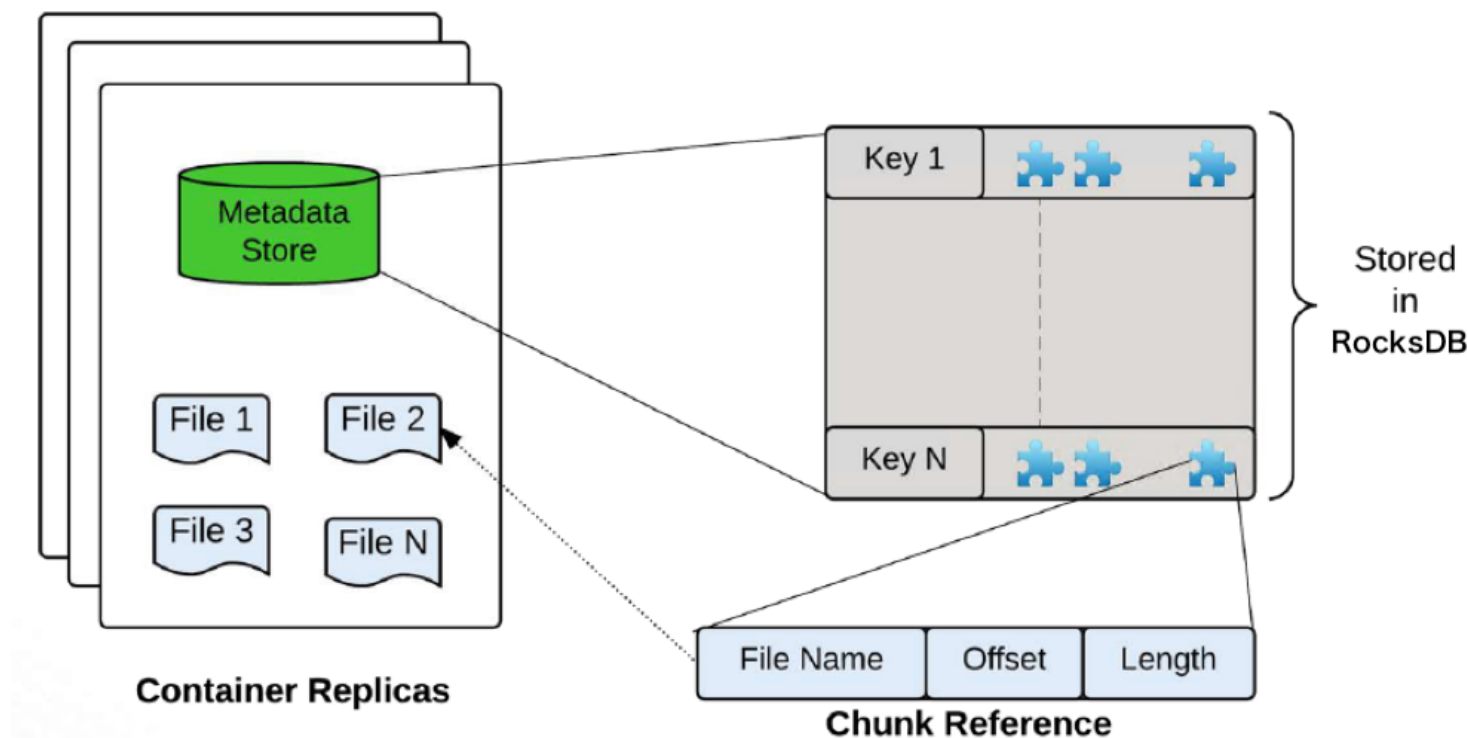 Metadata
Store
File 1
File 2
File 3
File N
Container Replicas
Key 1
Key N
Stored
in
RocksDB
File Name
Offset
Length
Chunk Reference